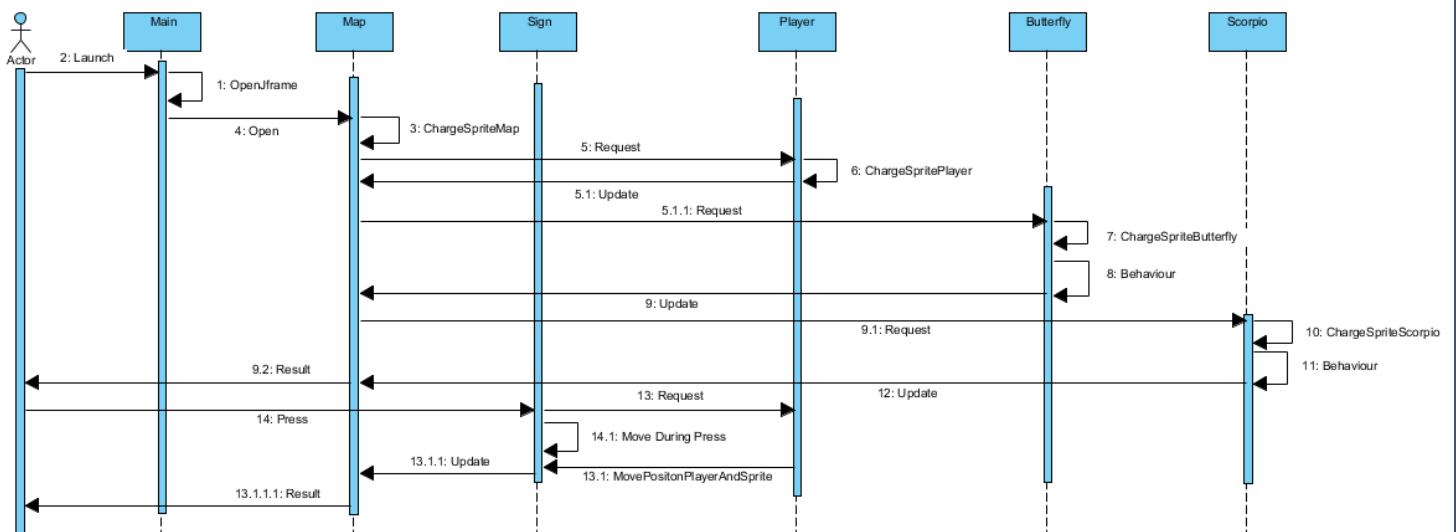 Main
Map
Sign
Player
Butterfly
Scorpio
Actor
2: Launch
1: OpenJframe
4: Open
3: ChargeSpriteMap
5: Request
6: ChargeSpritePlayer
5.1: Update
5.1.1: Request
7: ChargeSpriteButterfly
8: Behaviour
9: Update
9.1: Request
10: ChargeSpriteScorpio
9.2: Result
11: Behaviour
12: Update
13: Request
14: Press
14.1: Move During Press
13.1.1: Update
13.1: MovePositonPlayerAndSprite
13.1.1.1: Result